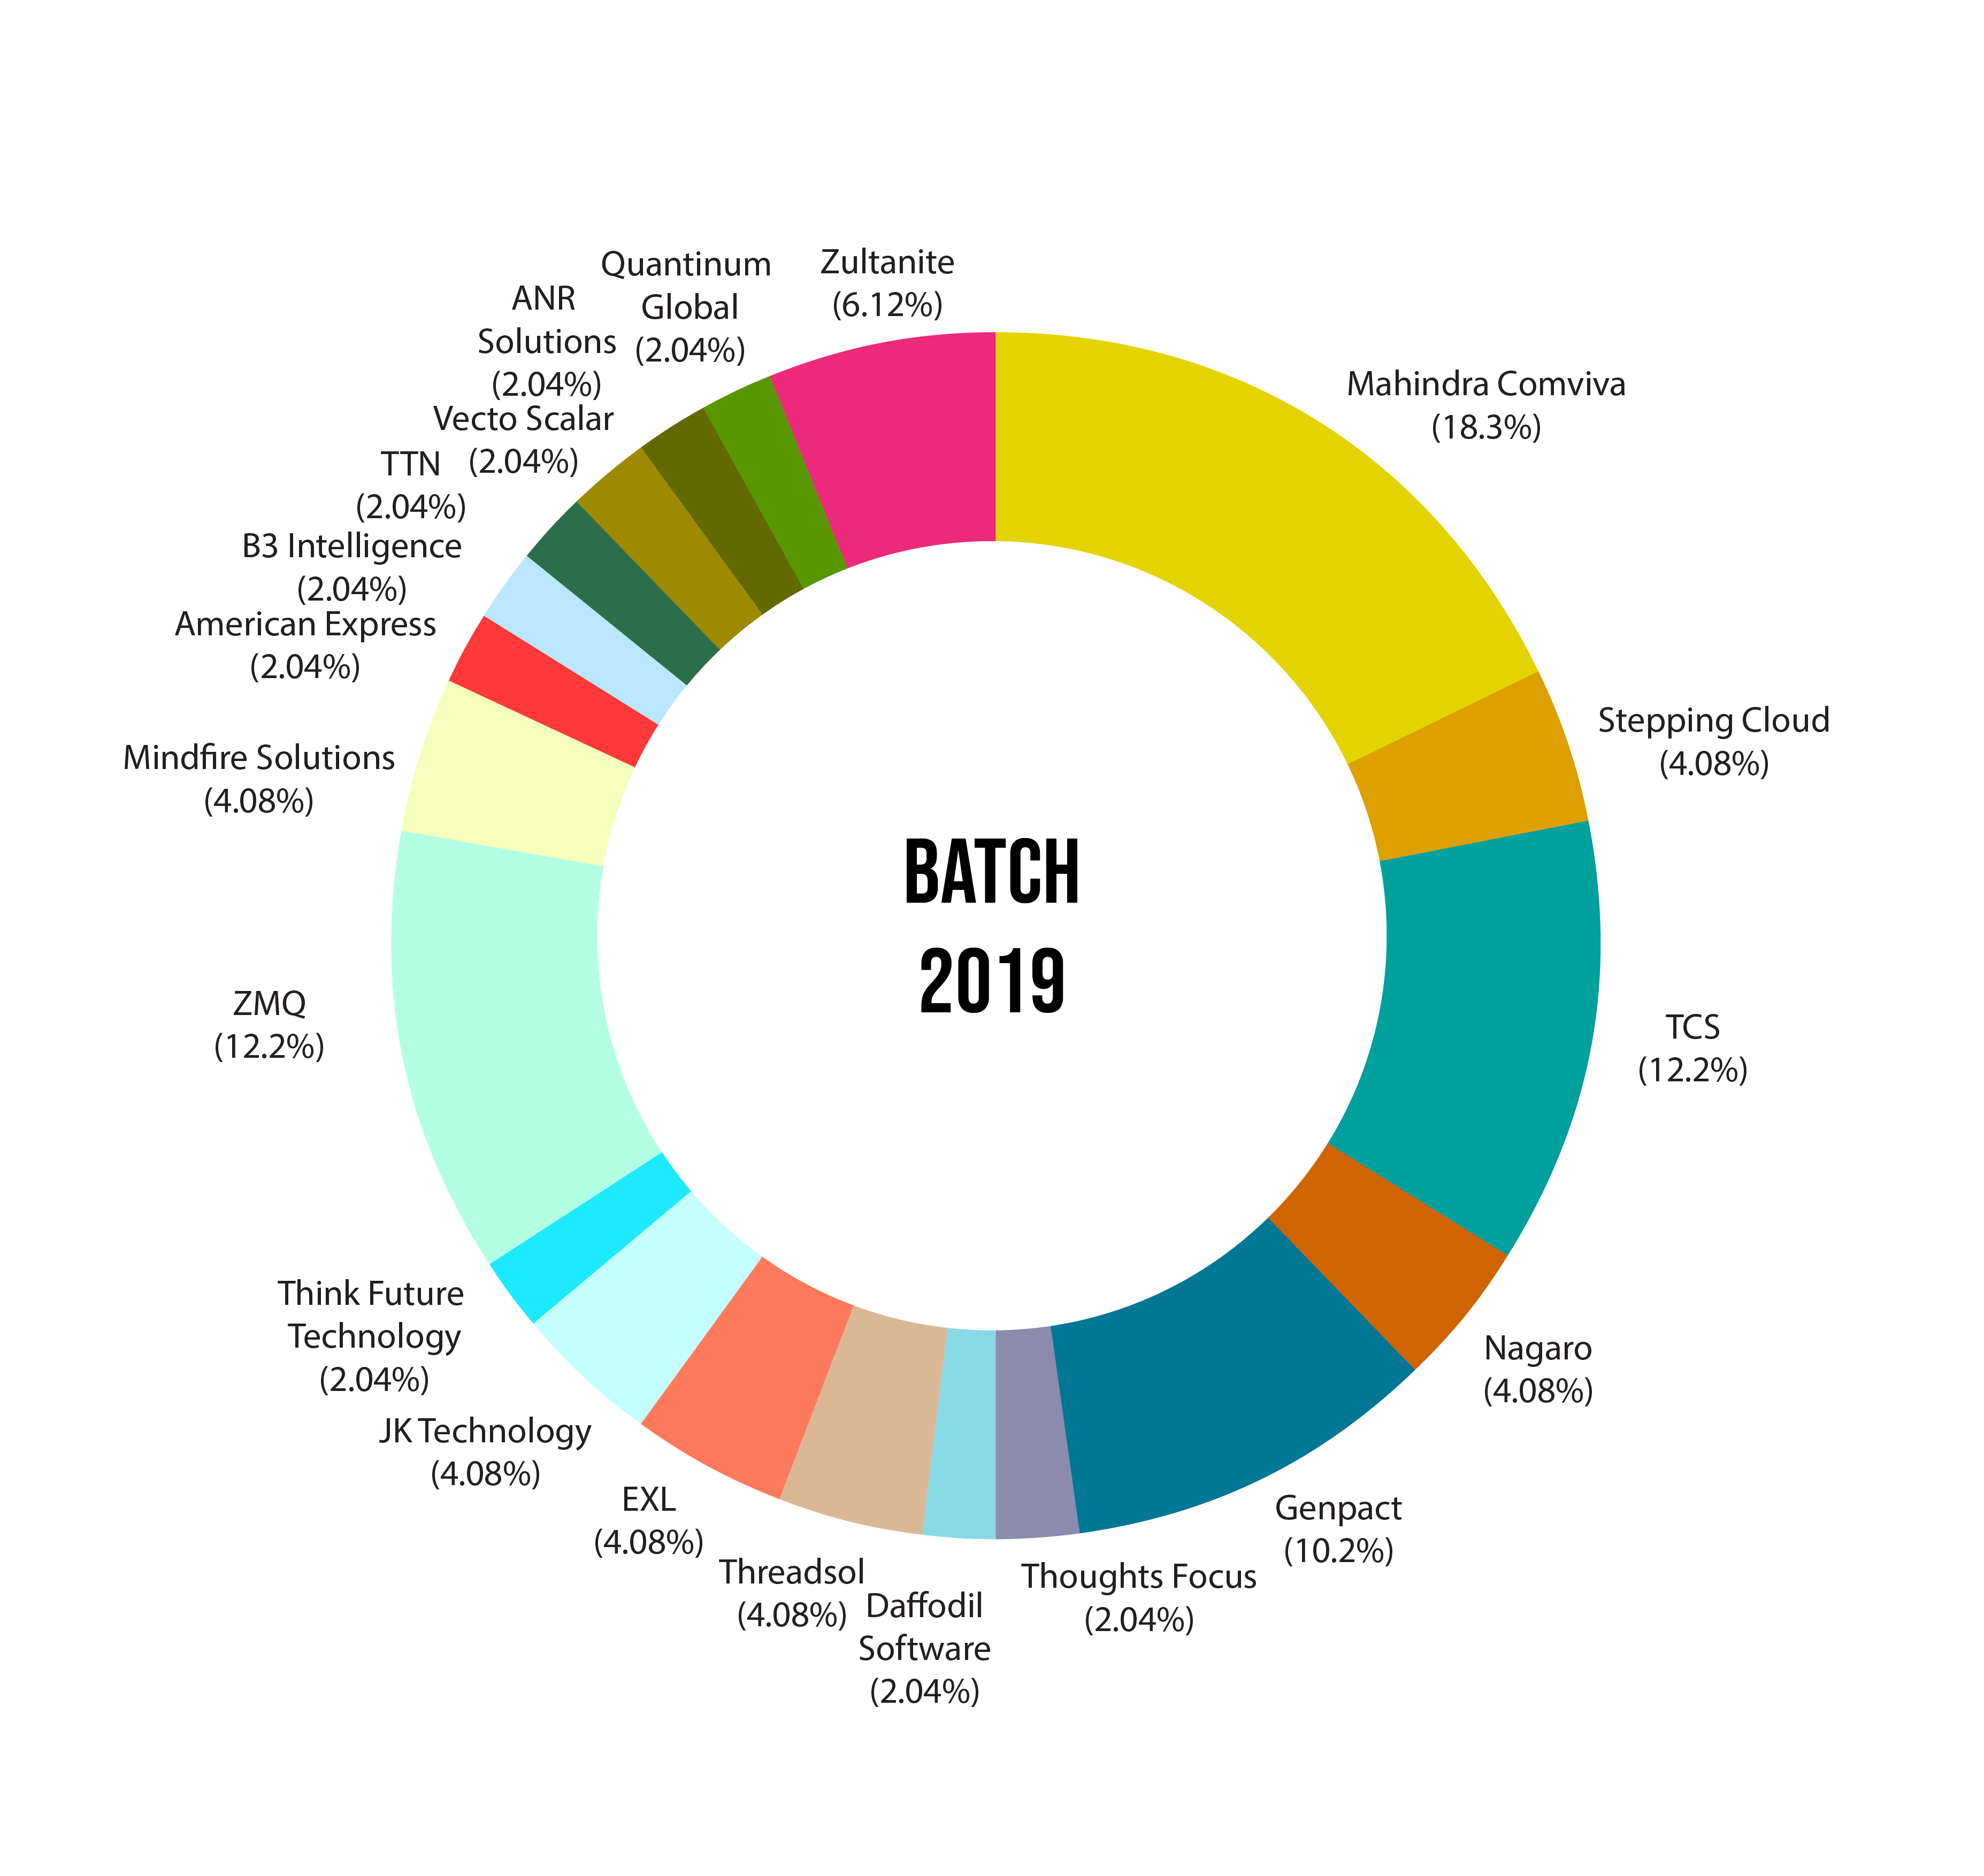 Quantinum
Global
(2.04%)
Zultanite
(6.12%)
ANR
Solutions
(2.04%)
Vecto Scalar
(2.04%)
TTN
(2.04%)
B3 Intelligence
(2.04%)
American Express
(2.04%)
Mindfire Solutions
(4.08%)
ZMQ
(12.2%)
Think Future
Technology
(2.04%)
JK Technology
(4.08%)
EXL
(4.08%)
Threadsol
(4.08%)
Daffodil
Software
(2.04%)
Thoughts Focus
(2.04%)
Genpact
(10.2%)
Nagaro
(4.08%)
TCS
(12.2%)
Stepping Cloud
(4.08%)
Mahindra Comviva
(18.3%)
BATCH
2019